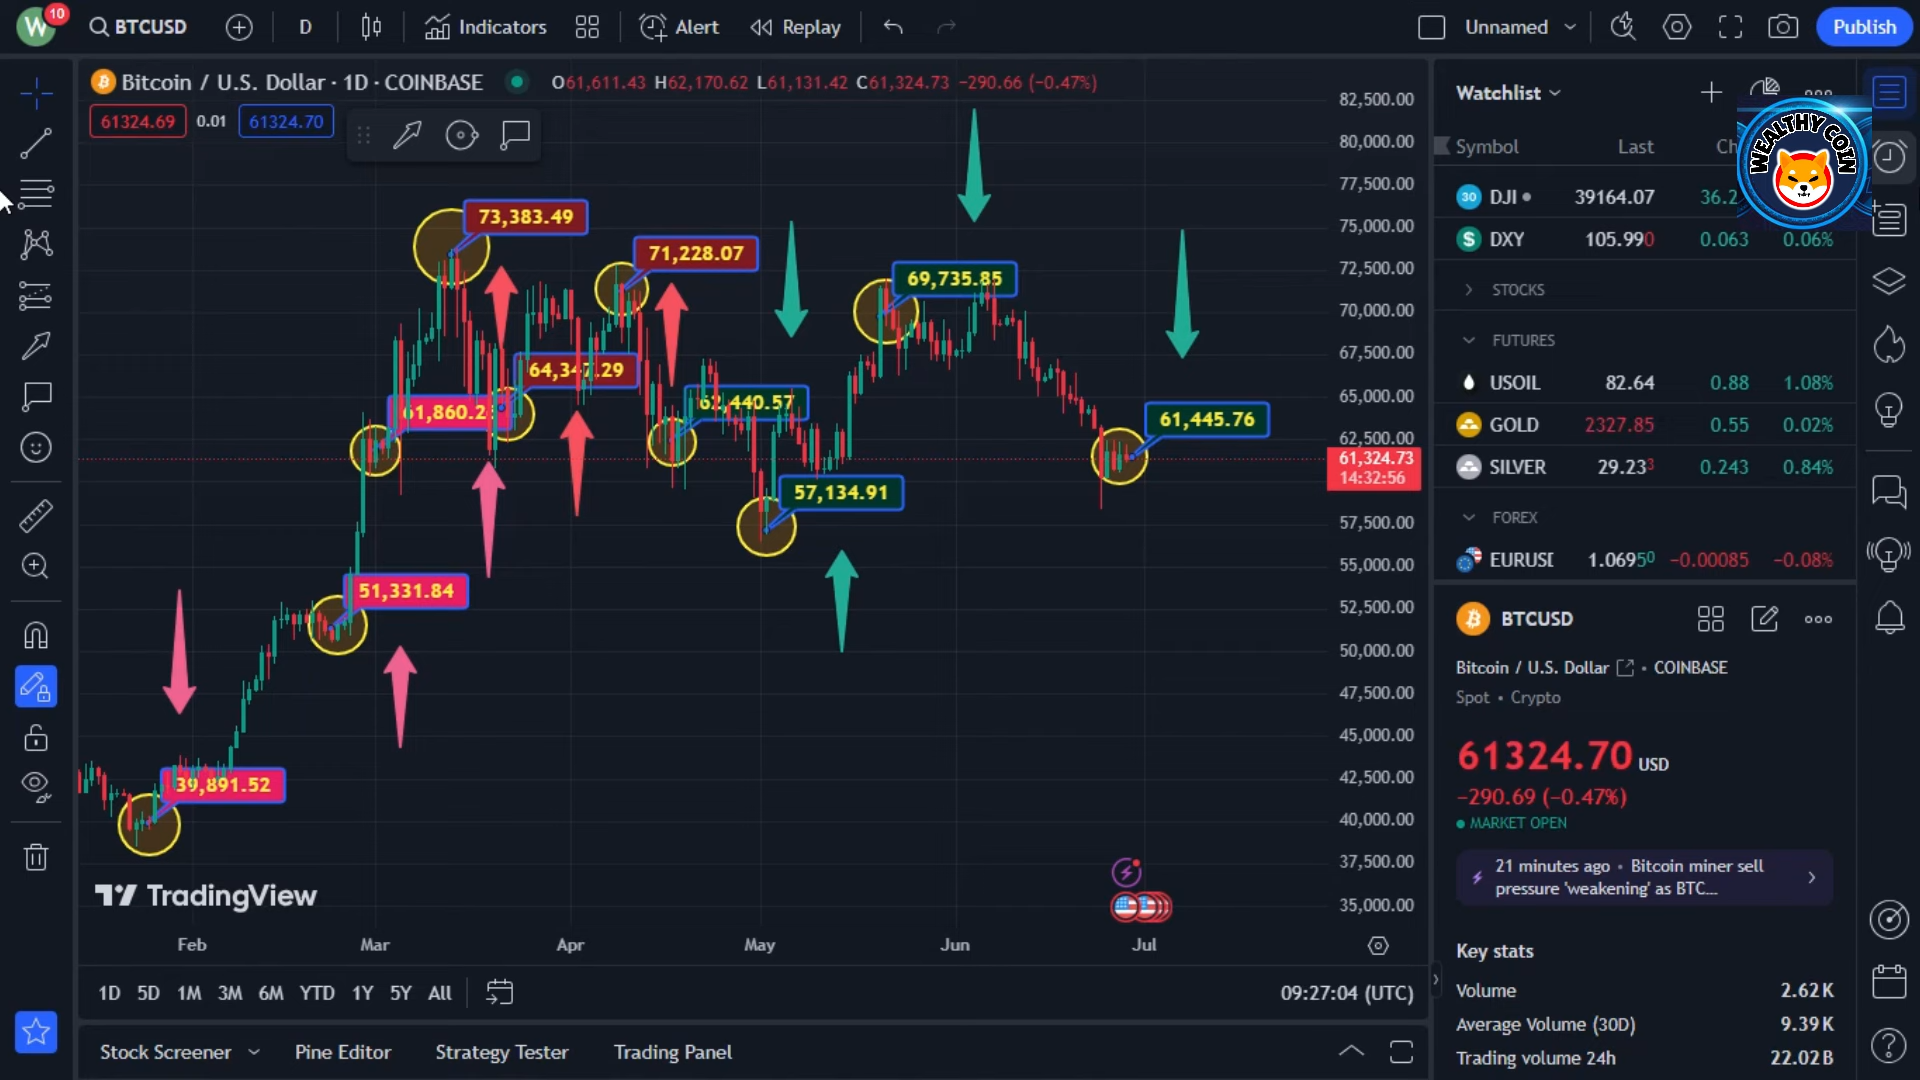 W
10
BTCUSD
D
Indicators
Alert
Replay
Unnamed
Publish
Bitcoin / U.S. Dollar · 1D · COINBASE
O61,611.43 H62,170.62 L61,131.42 C61,324.73 −290.66 (−0.47%)
61324.69
0.01
61324.70
73,383.49
71,228.07
69,735.85
64,347.29
61,860.2
62,440.57
61,445.76
57,134.91
51,331.84
39,891.52
82,500.00
80,000.00
77,500.00
75,000.00
72,500.00
70,000.00
67,500.00
65,000.00
62,500.00
61,324.73
14:32:56
57,500.00
55,000.00
52,500.00
50,000.00
47,500.00
45,000.00
42,500.00
40,000.00
37,500.00
35,000.00
TradingView
Feb
Mar
Apr
May
Jun
Jul
1D 5D 1M 3M 6M YTD 1Y 5Y All
09:27:04 (UTC)
Stock Screener
Pine Editor
Strategy Tester
Trading Panel
Watchlist
WEALTHY COIN
Symbol Last Ch
30 DJI 39164.07 36.2
$ DXY 105.990 0.063 0.06%
STOCKS
FUTURES
USOIL 82.64 0.88 1.08%
GOLD 2327.85 0.55 0.02%
SILVER 29.233 0.243 0.84%
FOREX
EURUSD 1.06950 −0.00085 −0.08%
BTCUSD
Bitcoin / U.S. Dollar • COINBASE
Spot • Crypto
61324.70 USD
−290.69 (−0.47%)
MARKET OPEN
21 minutes ago • Bitcoin miner sell
pressure 'weakening' as BTC...
Key stats
Volume 2.62K
Average Volume (30D) 9.39K
Trading volume 24h 22.02B